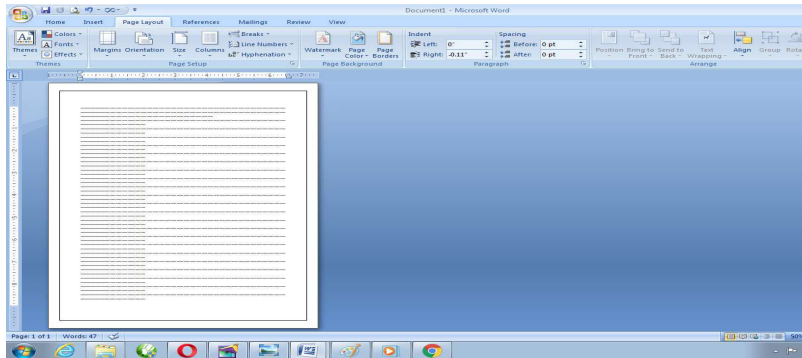 Document1 - Microsoft Word
Home Insert Page Layout References Mailings Review View
Themes
Colors
Fonts
Effects
Themes
Margins Orientation Size Columns
Breaks
Line Numbers
Hyphenation
Page Setup
Watermark Page Color Page Borders
Page Background
Indent
Left: 0"
Right: -0.11"
Spacing
Before: 0 pt
After: 0 pt
Paragraph
Position Bring to Front Send to Back Text Wrapping Align Group
Arrange
Page: 1 of 1 Words: 47
50%